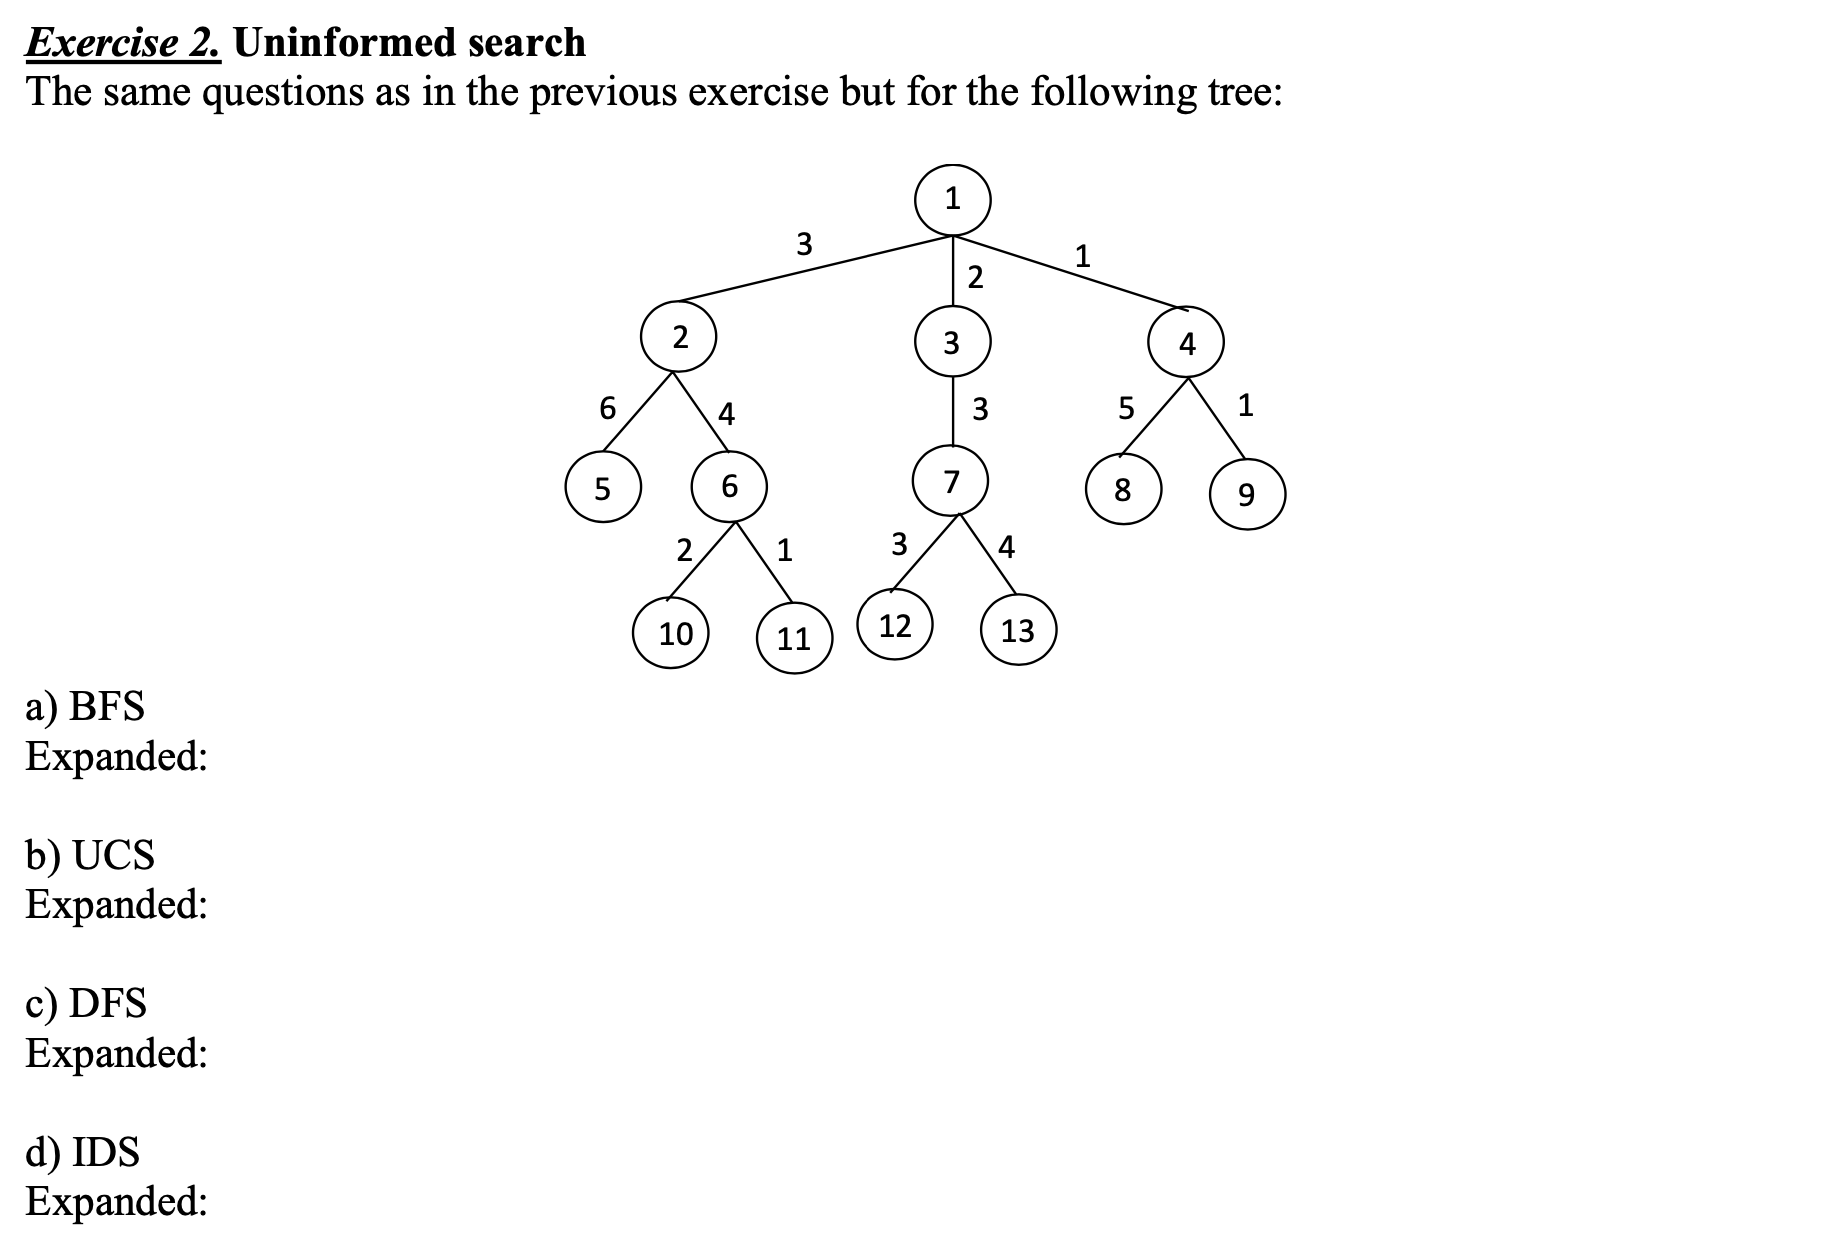 Exercise 2. Uninformed search
The same questions as in the previous exercise but for the following tree:
1
3
1
2
2
3
4
6
4
3
5
1
5
6
7
8
9
2
1
3
4
10
11
12
13
a) BFS
Expanded:
b) UCS
Expanded:
c) DFS
Expanded:
d) IDS
Expanded: